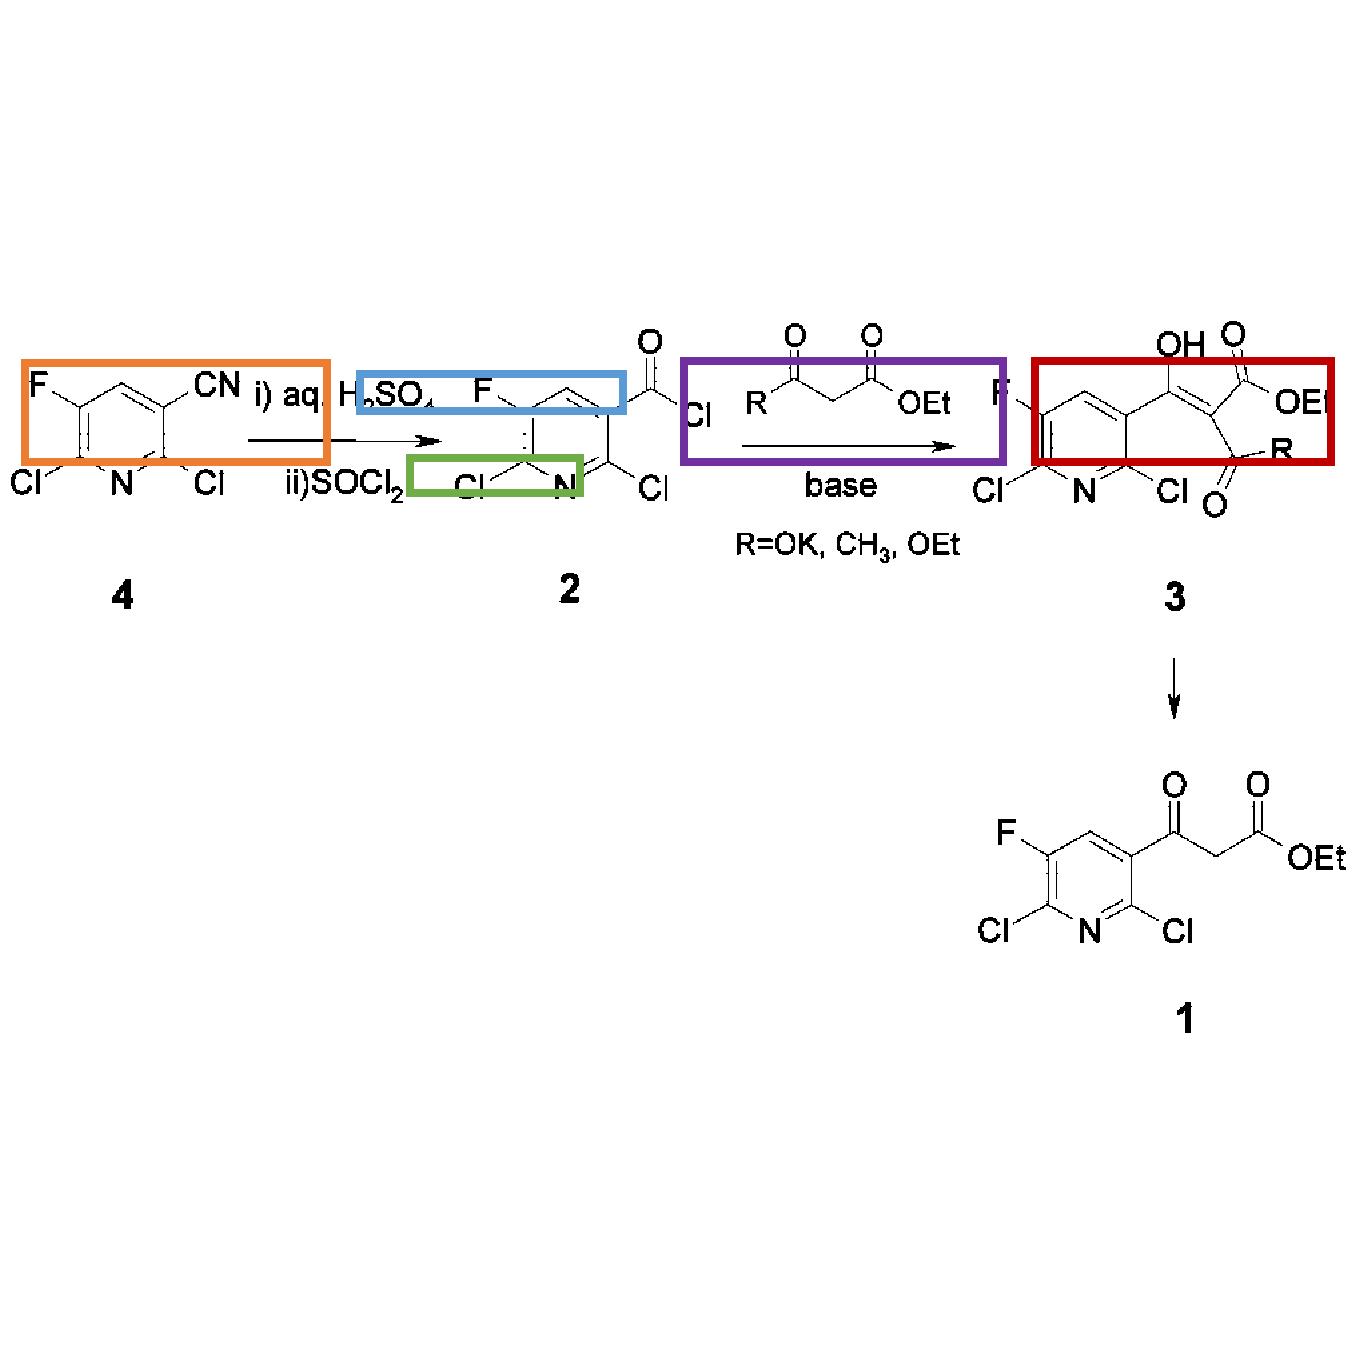 F CN i) aq. H2SO4 F O Cl O O R OEt F OH O OEt R O
Cl N Cl ii)SOCl2 Cl N Cl base Cl N Cl
R=OK, CH3, OEt
4 2 3
O O
F OEt
Cl N Cl
1